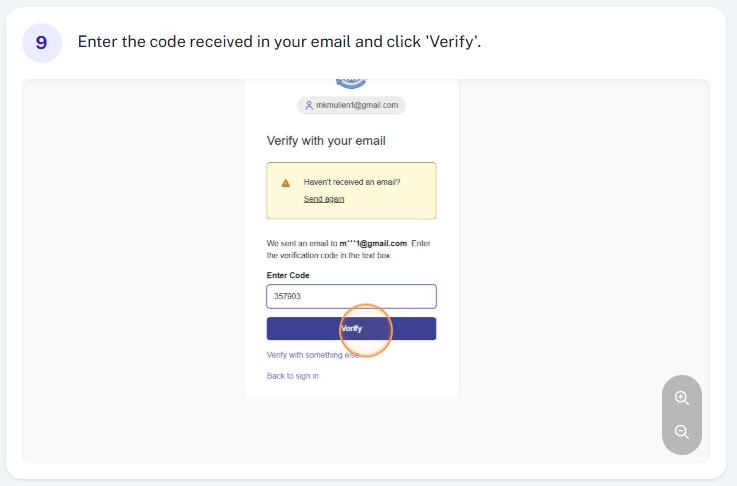 9 Enter the code received in your email and click 'Verify'.
mkmullen1@gmail.com
Verify with your email
Haven't received an email?
Send again
We sent an email to m***1@gmail.com. Enter
the verification code in the text box.
Enter Code
357903
Verify
Verify with something else
Back to sign in